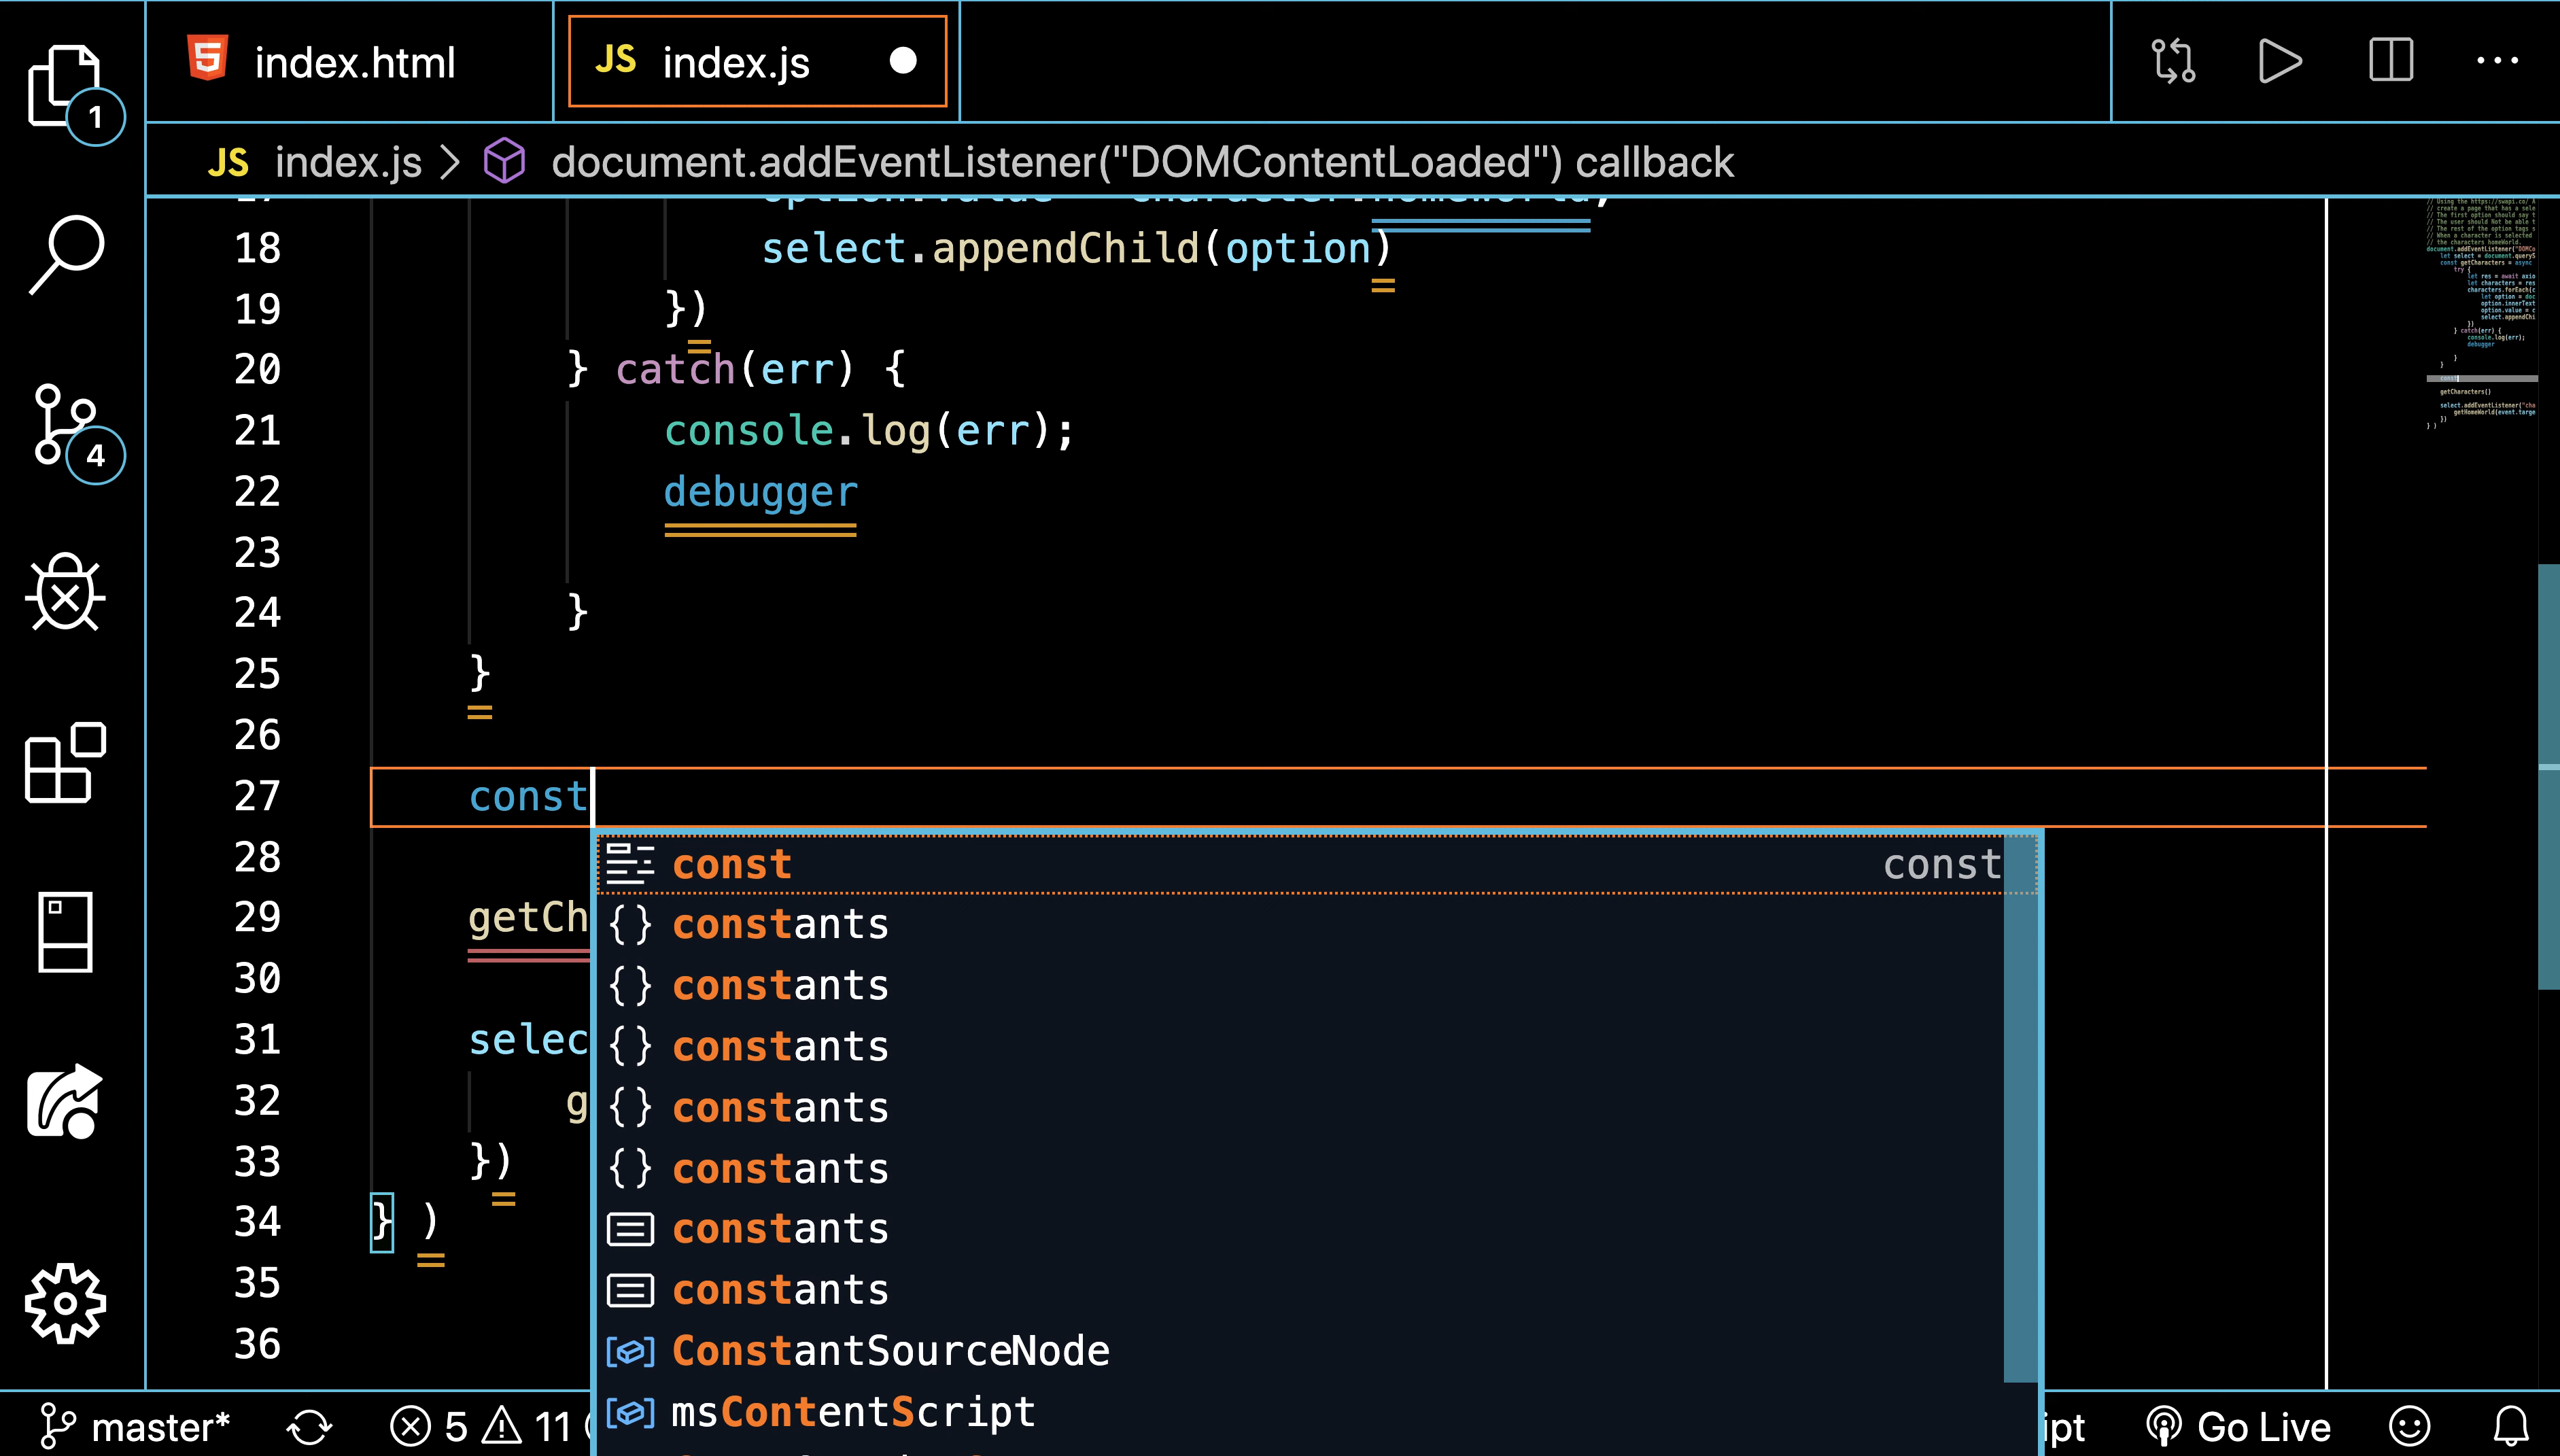 index.html
JS index.js
1
JS index.js > document.addEventListener("DOMContentLoaded") callback
18 select.appendChild(option)
19 })
20 } catch(err) {
21 console.log(err);
22 debugger
23
24 }
25 }
26
27 const
28
29 getCh
30
31 selec
32 g
33 })
34 } )
35
36
4
const const
constants
constants
constants
constants
constants
constants
constants
ConstantSourceNode
msContentScript
master* 5 11 ipt Go Live